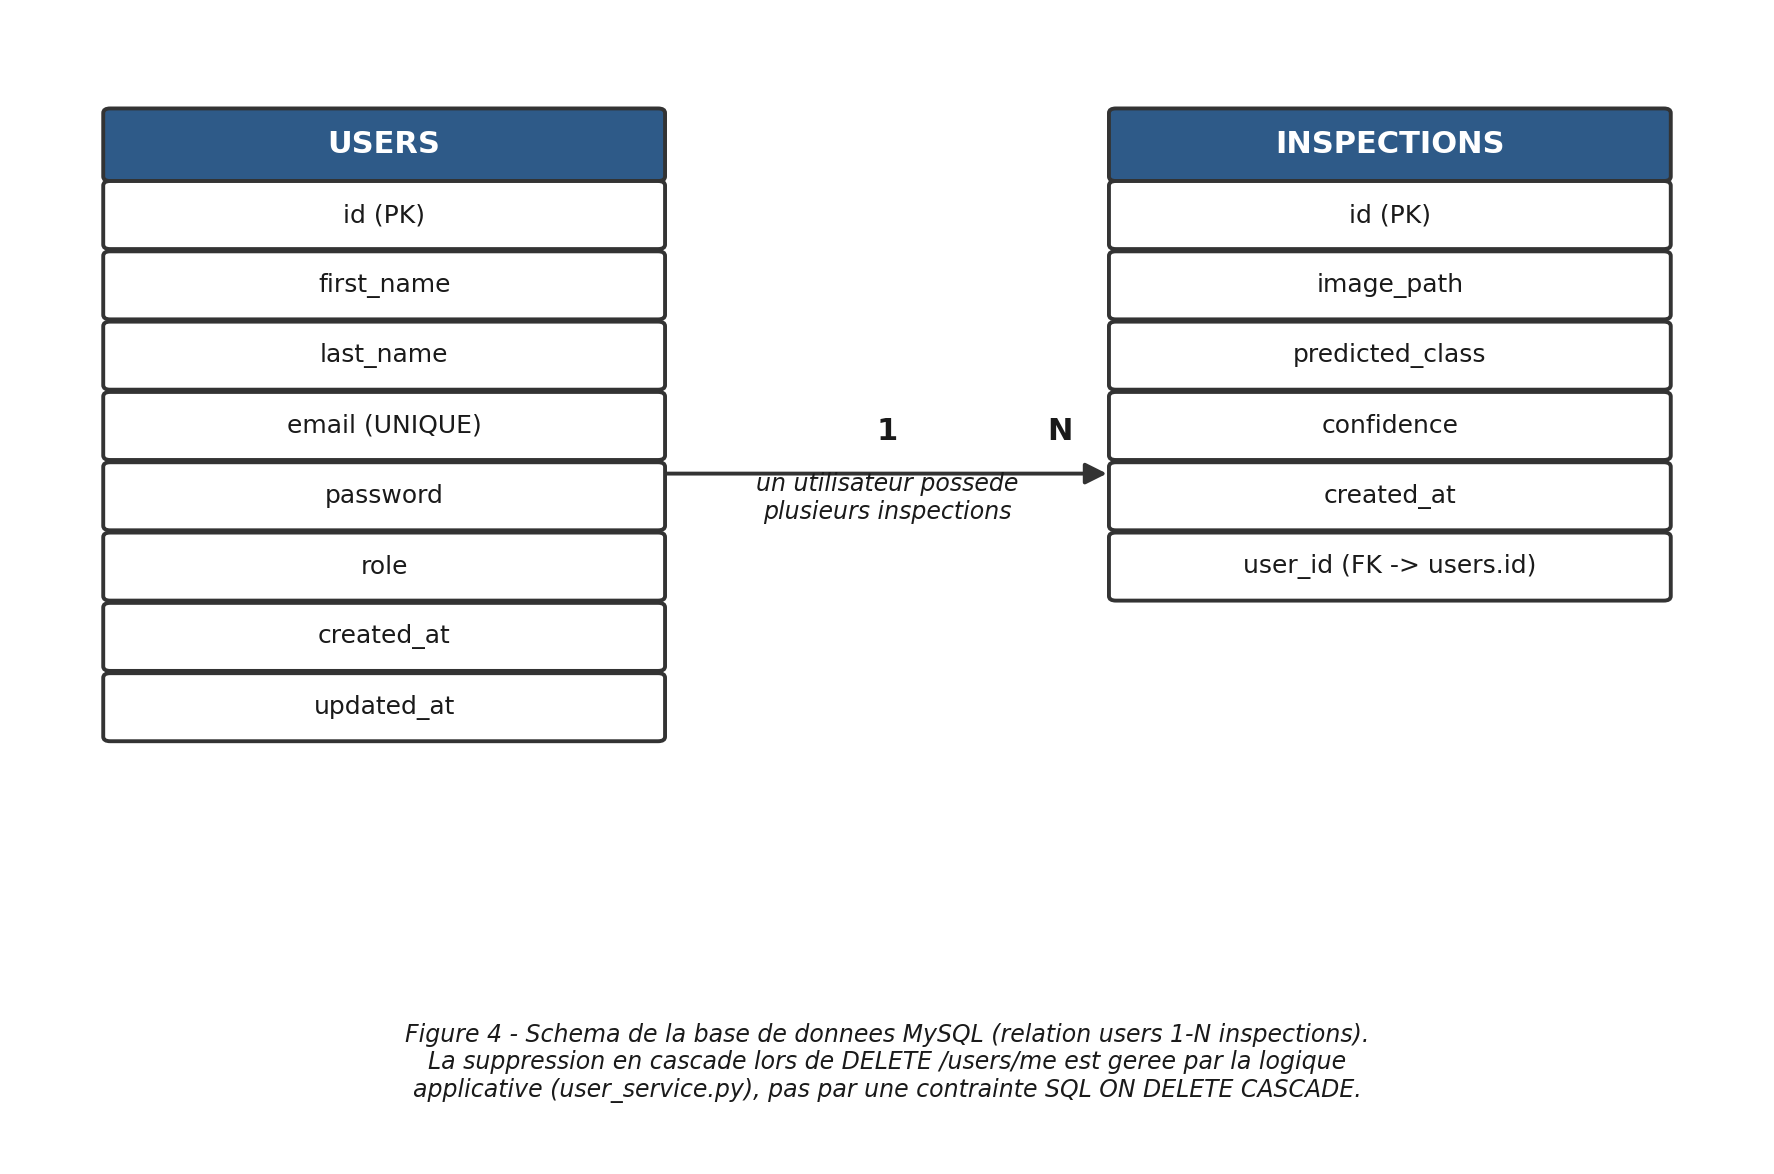 USERS
id (PK)
first_name
last_name
email (UNIQUE)
password
role
created_at
updated_at
1
N
un utilisateur possede
plusieurs inspections
INSPECTIONS
id (PK)
image_path
predicted_class
confidence
created_at
user_id (FK -> users.id)
Figure 4 - Schema de la base de donnees MySQL (relation users 1-N inspections).
La suppression en cascade lors de DELETE /users/me est geree par la logique
applicative (user_service.py), pas par une contrainte SQL ON DELETE CASCADE.